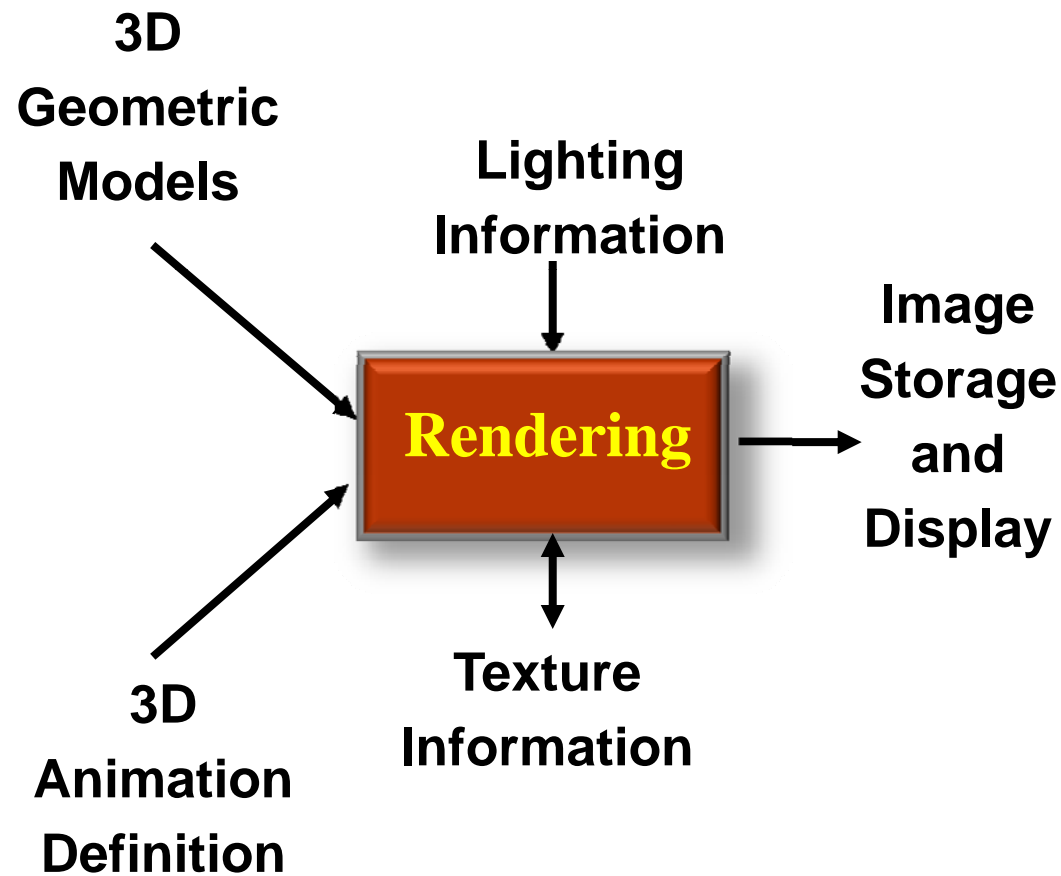 3D
Geometric
Models
Lighting
Information
Image
Storage
and
Display
Rendering
Texture
Information
3D
Animation
Definition